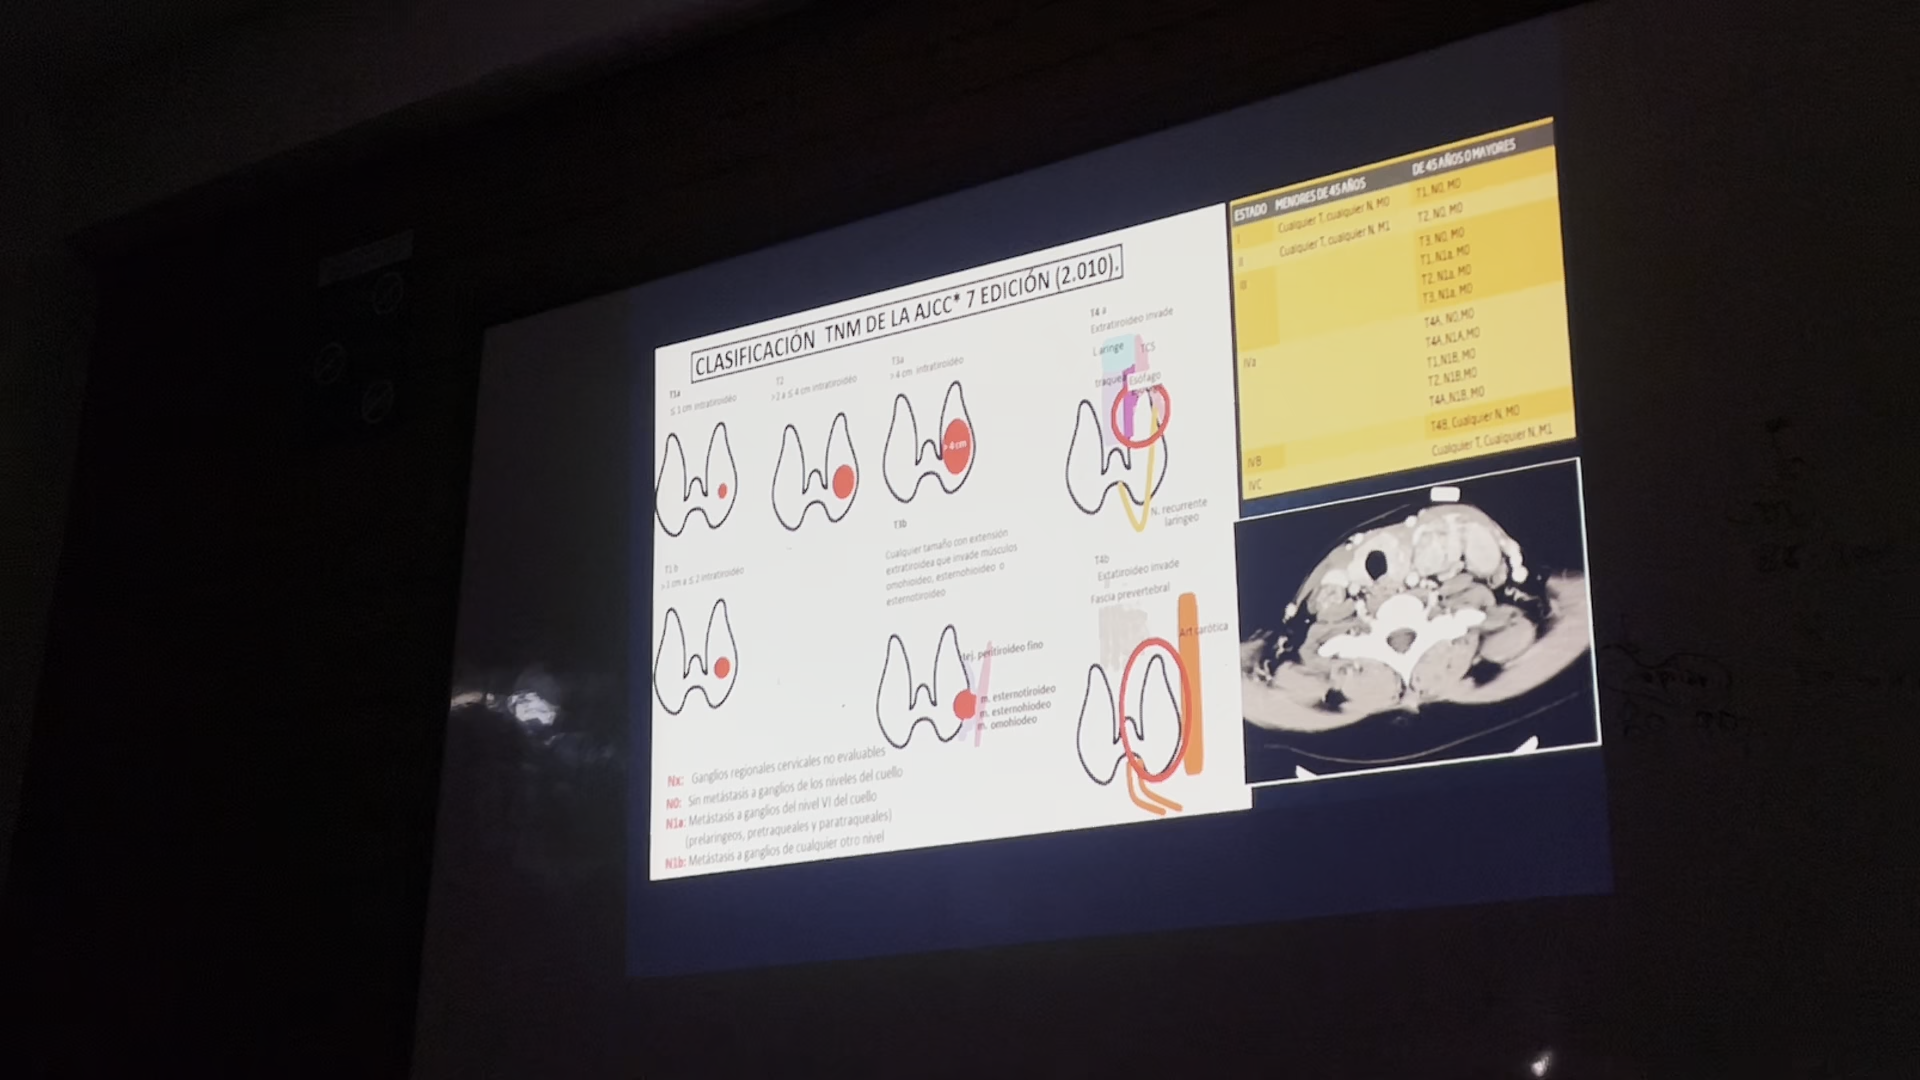 CLASIFICACIÓN TNM DE LA AJCC* 7 EDICIÓN (2.010).
T1a
≤ 1 cm intratiroideo
T2
>2 a ≤ 4 cm intratiroideo
T3a
>4 cm intratiroideo
> 4 cm
T4 a
Extratiroideo invade
Laringe
TCS
traquea
Esófago
N. recurrente
laríngeo
T1 b
>1 cm a ≤ 2 intratiroideo
T3b
Cualquier tamaño con extensión
extratiroidea que invade músculos
omohioideo, esternohioideo o
esternotiroideo
tej. peritiroideo fino
m. esternotiroideo
m. esternohiodeo
m. omohiodeo
T4b
Extatiroideo invade
Fascia prevertebral
Art carótica
Nx: Ganglios regionales cervicales no evaluables
N0: Sin metástasis a ganglios de los niveles del cuello
N1a: Metástasis a ganglios del nivel VI del cuello
(prelaringeos, pretraqueales y paratraqueales)
N1b: Metástasis a ganglios de cualquier otro nivel
ESTADO MENORES DE 45 AÑOS DE 45 AÑOS O MAYORES
I Cualquier T, cualquier N, M0 T1, N0, M0
II Cualquier T, cualquier N, M1 T2, N0, M0
III T3, N0, M0
T1, N1a, M0
T2, N1a, M0
T3, N1a, M0
IVa T4A, N0,M0
T4A,N1A,M0
T1,N1B, M0
T2, N1B,M0
T4A,N1B, M0
IVB T4B, Cualquier N, M0
IVC Cualquier T, Cualquier N, M1